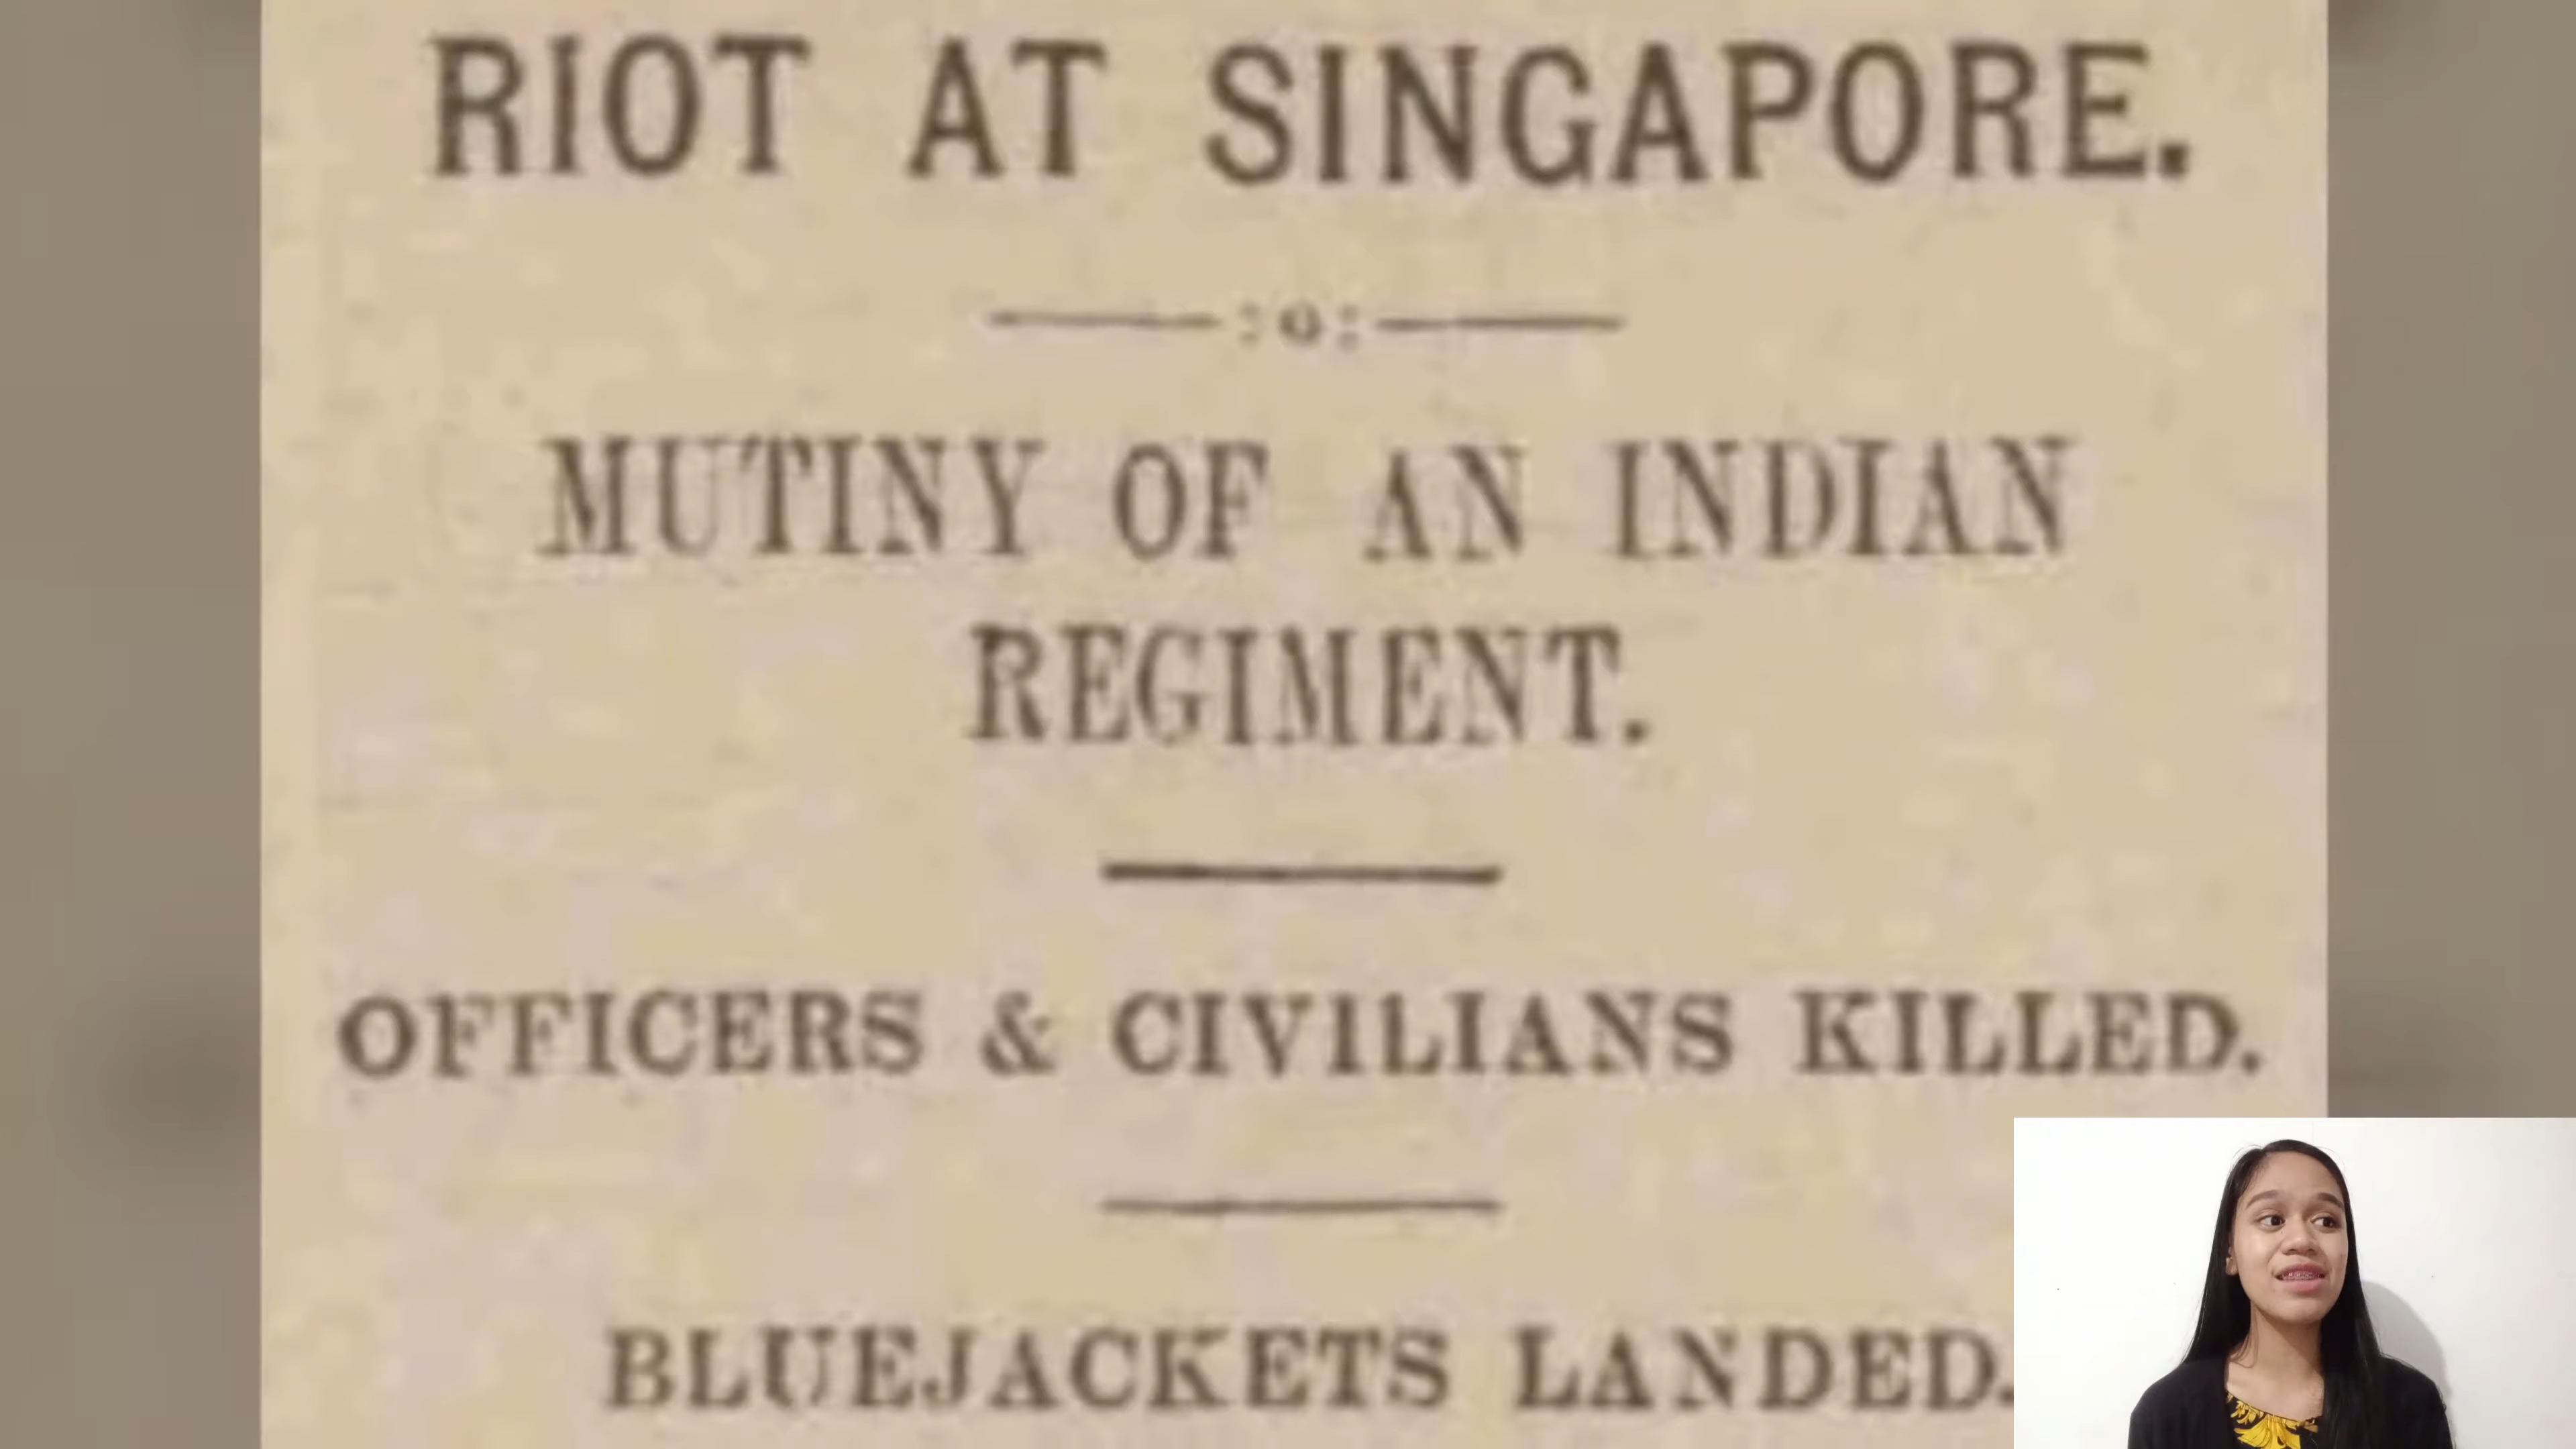 RIOT AT SINGAPORE.
MUTINY OF AN INDIAN
REGIMENT.
OFFICERS & CIVILIANS KILLED.
BLUEJACKETS LANDED.